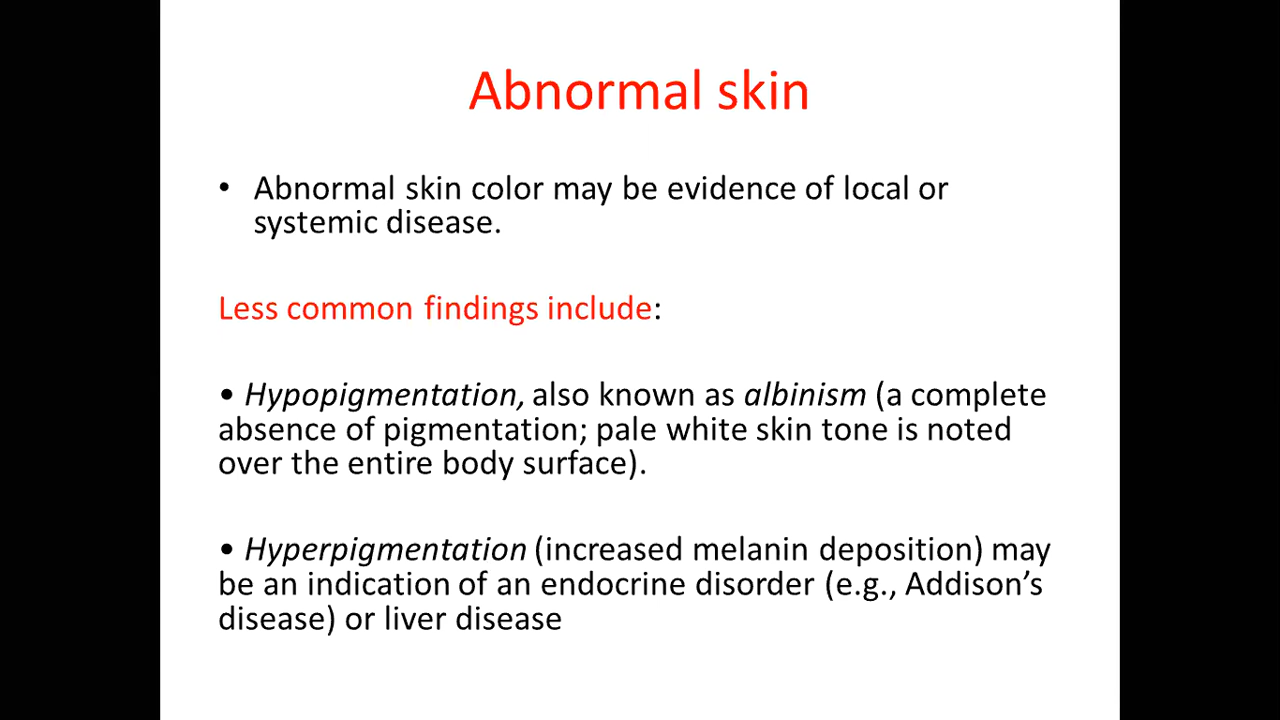 Abnormal skin
• Abnormal skin color may be evidence of local or
systemic disease.
Less common findings include:
• Hypopigmentation, also known as albinism (a complete
absence of pigmentation; pale white skin tone is noted
over the entire body surface).
• Hyperpigmentation (increased melanin deposition) may
be an indication of an endocrine disorder (e.g., Addison’s
disease) or liver disease